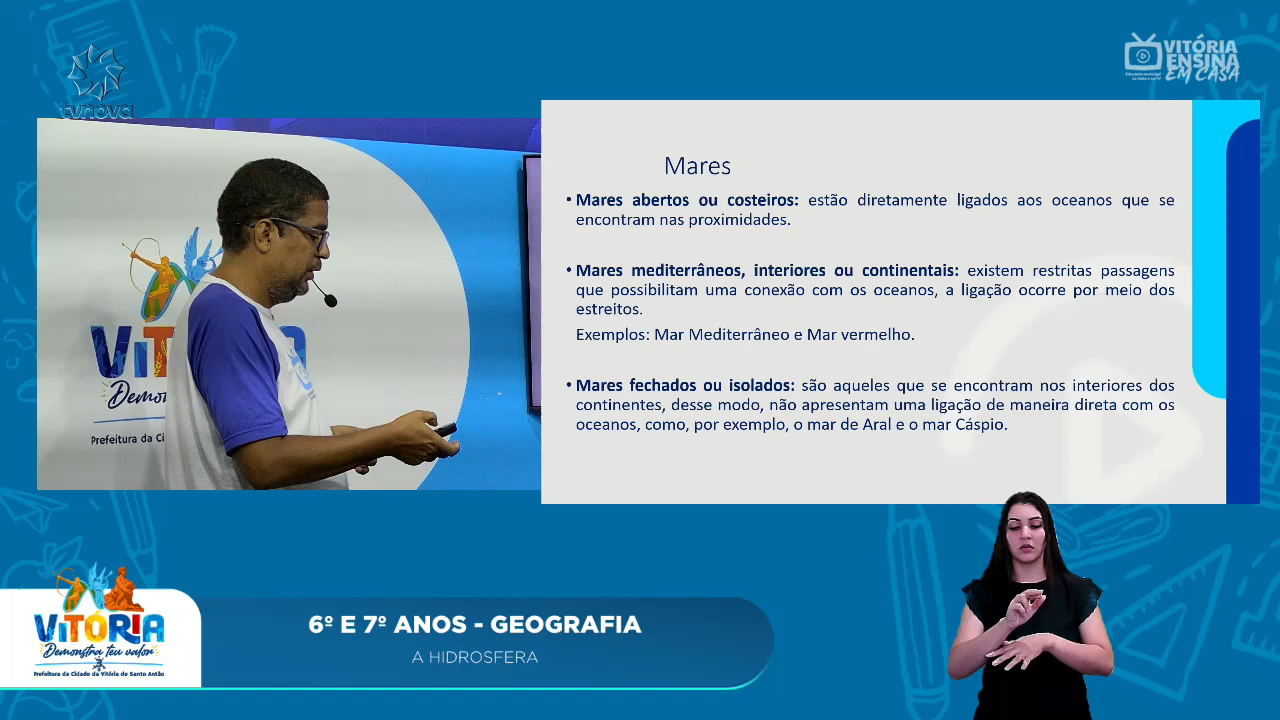 tvnova
VITÓRIA
ENSINA
EM CASA
Mares
• Mares abertos ou costeiros: estão diretamente ligados aos oceanos que se
encontram nas proximidades.
• Mares mediterrâneos, interiores ou continentais: existem restritas passagens
que possibilitam uma conexão com os oceanos, a ligação ocorre por meio dos
estreitos.
Exemplos: Mar Mediterrâneo e Mar vermelho.
• Mares fechados ou isolados: são aqueles que se encontram nos interiores dos
continentes, desse modo, não apresentam uma ligação de maneira direta com os
oceanos, como, por exemplo, o mar de Aral e o mar Cáspio.
Prefeitura da
6º E 7º ANOS - GEOGRAFIA
A HIDROSFERA
VITÓRIA
Demonstra teu valor
Prefeitura da Cidade da Vitória de Santo Antão